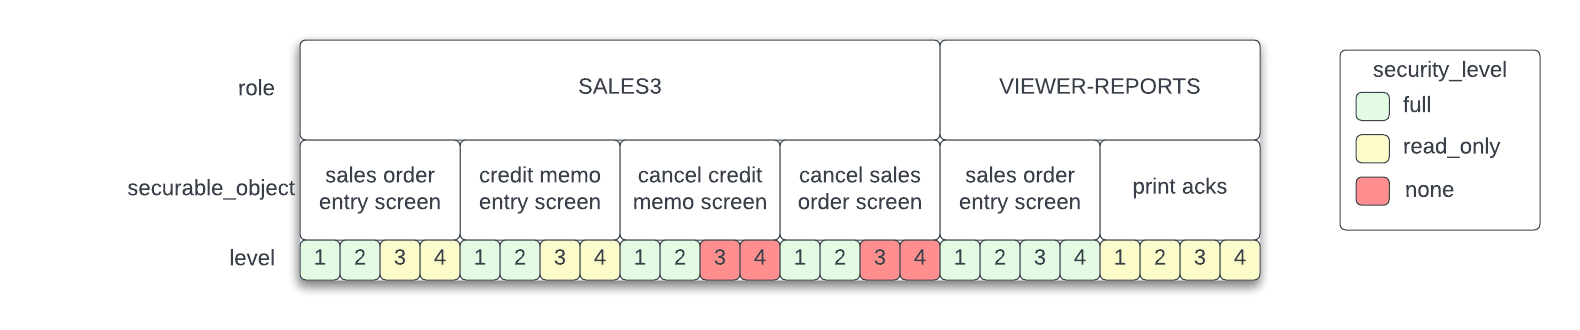 role
SALES3
VIEWER-REPORTS
securable_object
sales order
entry screen
credit memo
entry screen
cancel credit
memo screen
cancel sales
order screen
sales order
entry screen
print acks
level
1 2 3 4 1 2 3 4 1 2 3 4 1 2 3 4 1 2 3 4 1 2 3 4
security_level
full
read_only
none